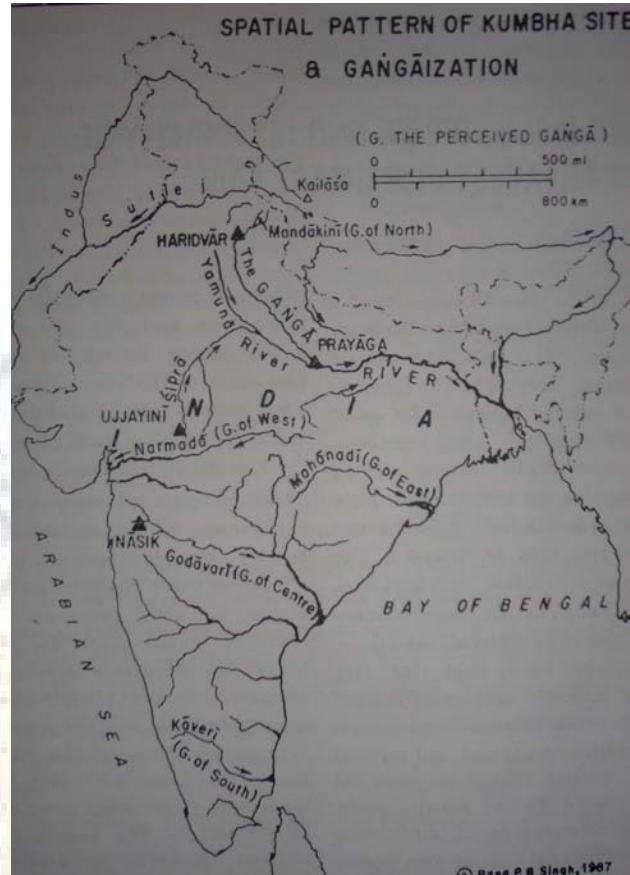 SPATIAL PATTERN OF KUMBHA SITE
& GAṄGĀIZATION
(G. THE PERCEIVED GAṄGĀ)
0 500 mi
0 800 km
Indus
Sutlej
Kailāśa
Mandākinī (G. of North)
HARIDVĀR
The GAṄGĀ
Yamunā River
PRAYĀGA
RIVER
Śiprā
I N D I A
UJJAYINĪ
Narmadā (G. of West)
Mahānadī (G. of East)
NĀSIK
Godāvarī (G. of Centre)
ARABIAN SEA
BAY OF BENGAL
Kāverī
(G. of South)
© Rana P B Singh, 1987